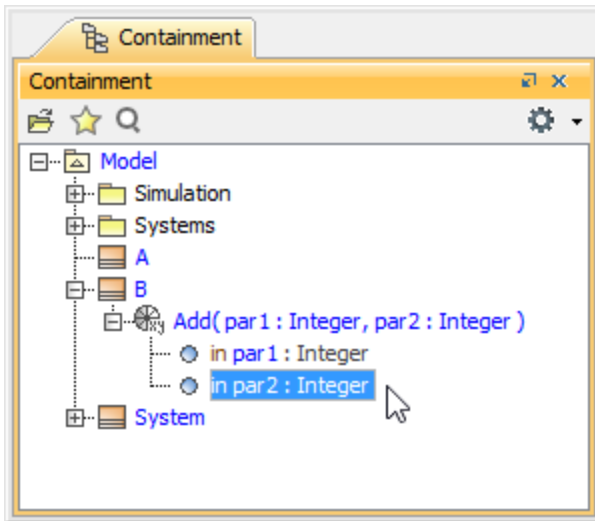 Containment
Containment
Model
Simulation
Systems
A
B
Add( par1 : Integer, par2 : Integer )
in par1 : Integer
in par2 : Integer
System